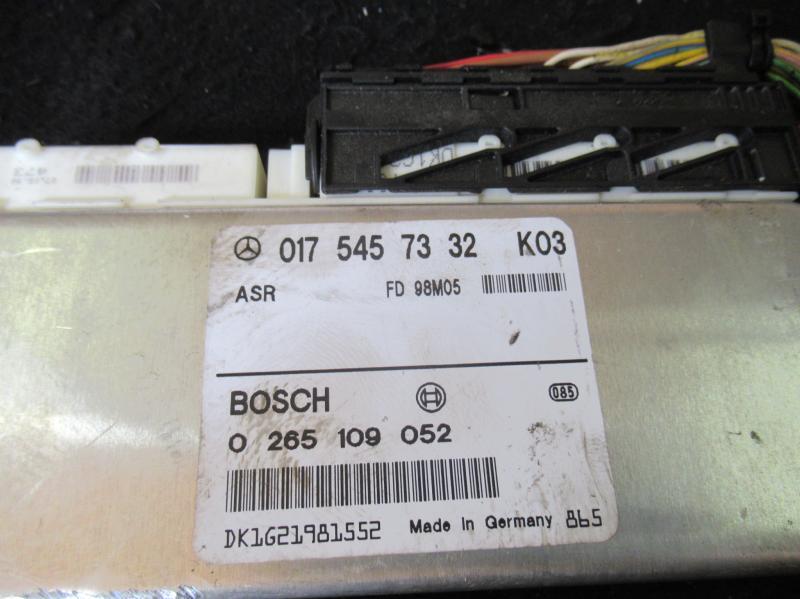 017 545 73 32 K03
ASR FD 98M05
BOSCH
085
0 265 109 052
DK1G21981552 Made in Germany 865